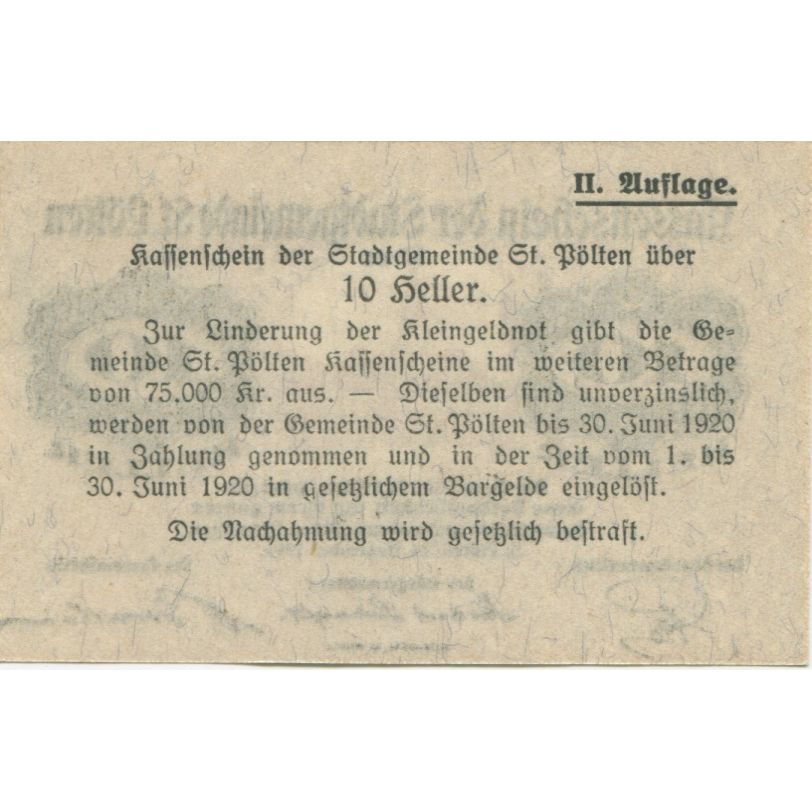 II. Auflage.
Kassenschein der Stadtgemeinde St. Pölten über
10 Heller.
Zur Linderung der Kleingeldnot gibt die Ge-
meinde St. Pölten Kassenscheine im weiteren Betrage
von 75.000 Kr. aus. — Dieselben sind unverzinslich,
werden von der Gemeinde St. Pölten bis 30. Juni 1920
in Zahlung genommen und in der Zeit vom 1. bis
30. Juni 1920 in gesetzlichem Bargelde eingelöst.
Die Nachahmung wird gesetzlich bestraft.